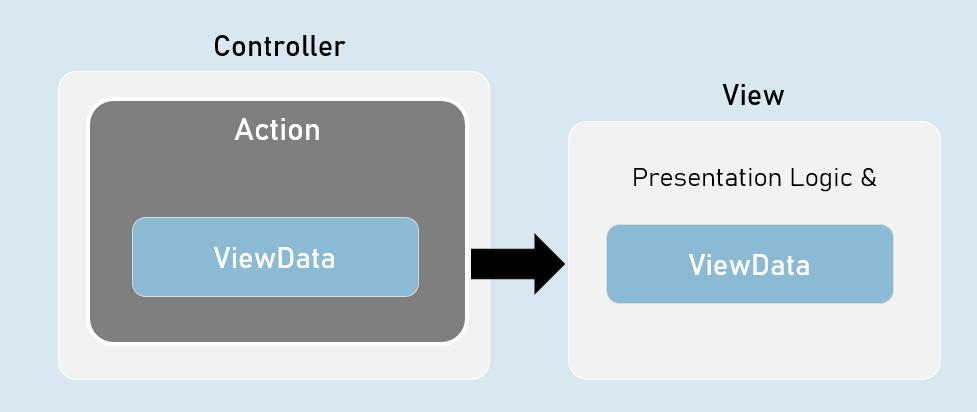 Controller
Action
ViewData
View
Presentation Logic &
ViewData